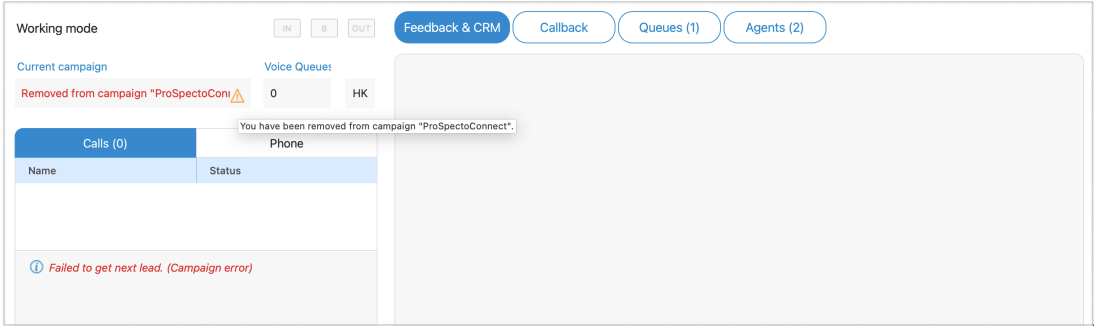 Working mode
IN B OUT
Feedback & CRM Callback Queues (1) Agents (2)
Current campaign Voice Queues
Removed from campaign "ProSpectoConn 0 HK
You have been removed from campaign "ProSpectoConnect".
Calls (0) Phone
Name Status
Failed to get next lead. (Campaign error)